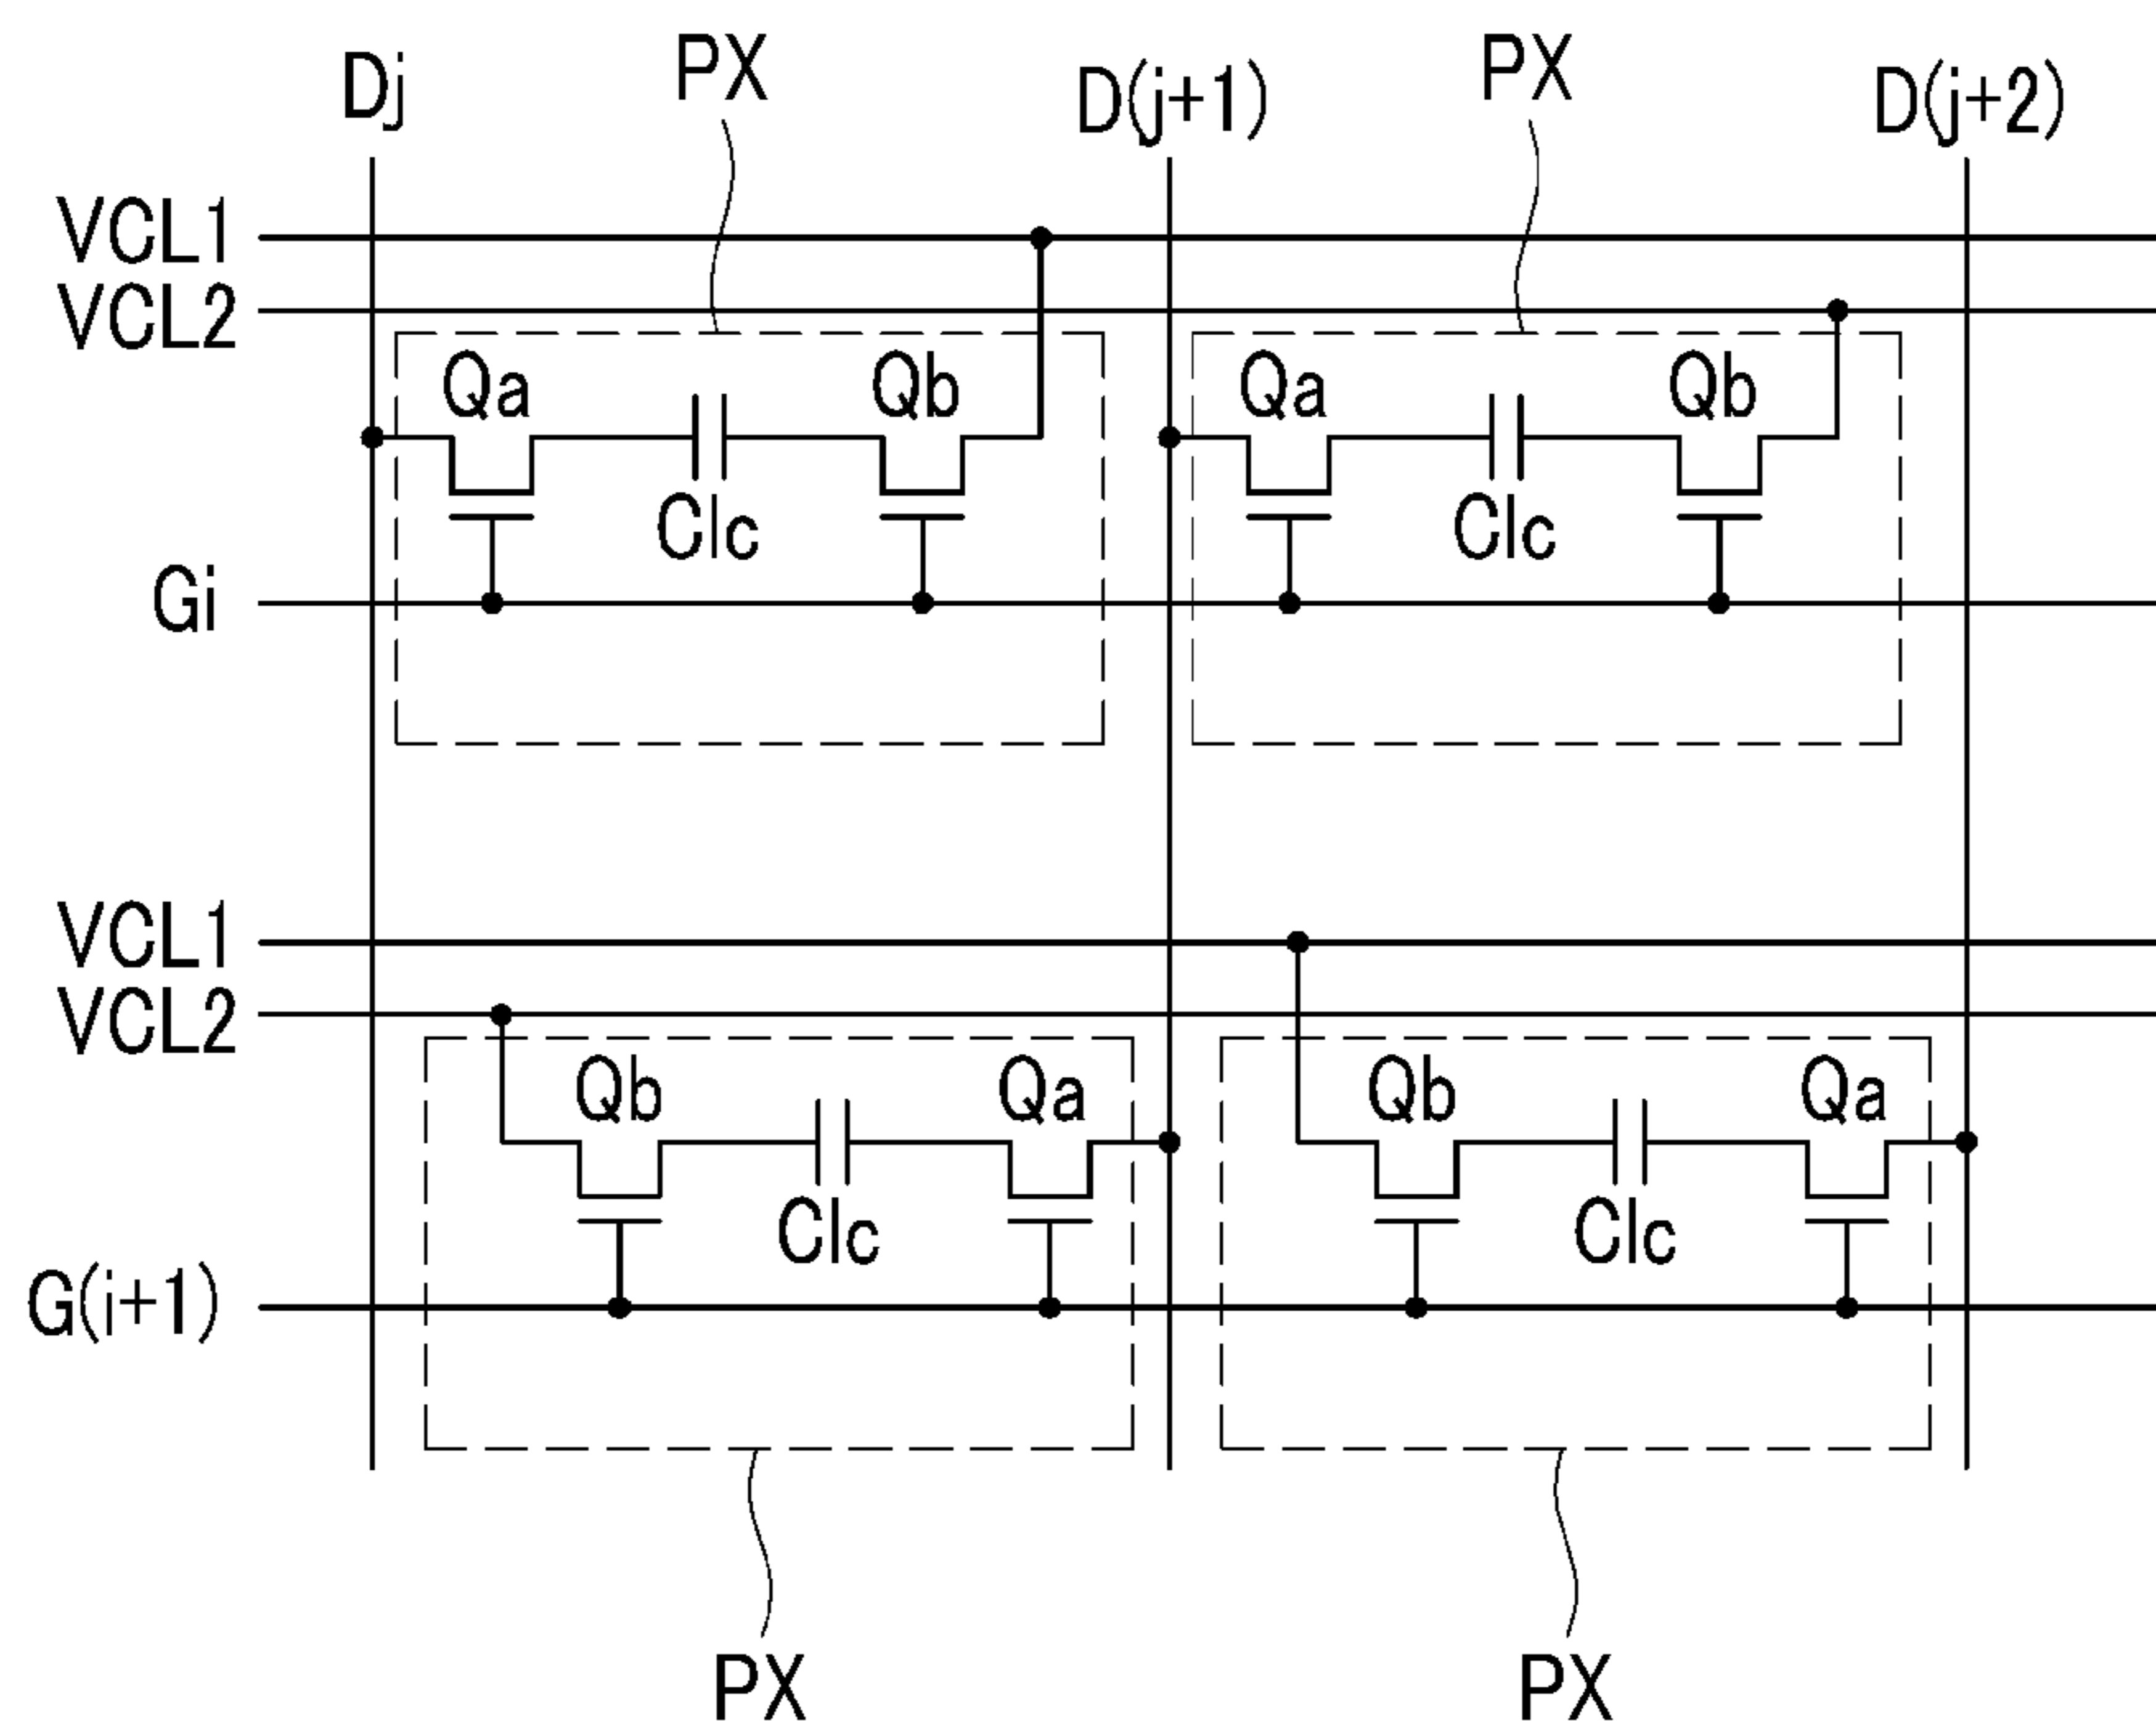 Dj PX D(j+1) PX D(j+2)
VCL1
VCL2
Qa Qb Qa Qb
Clc Clc
Gi
VCL1
VCL2
Qb Qa Qb Qa
Clc Clc
G(i+1)
PX PX